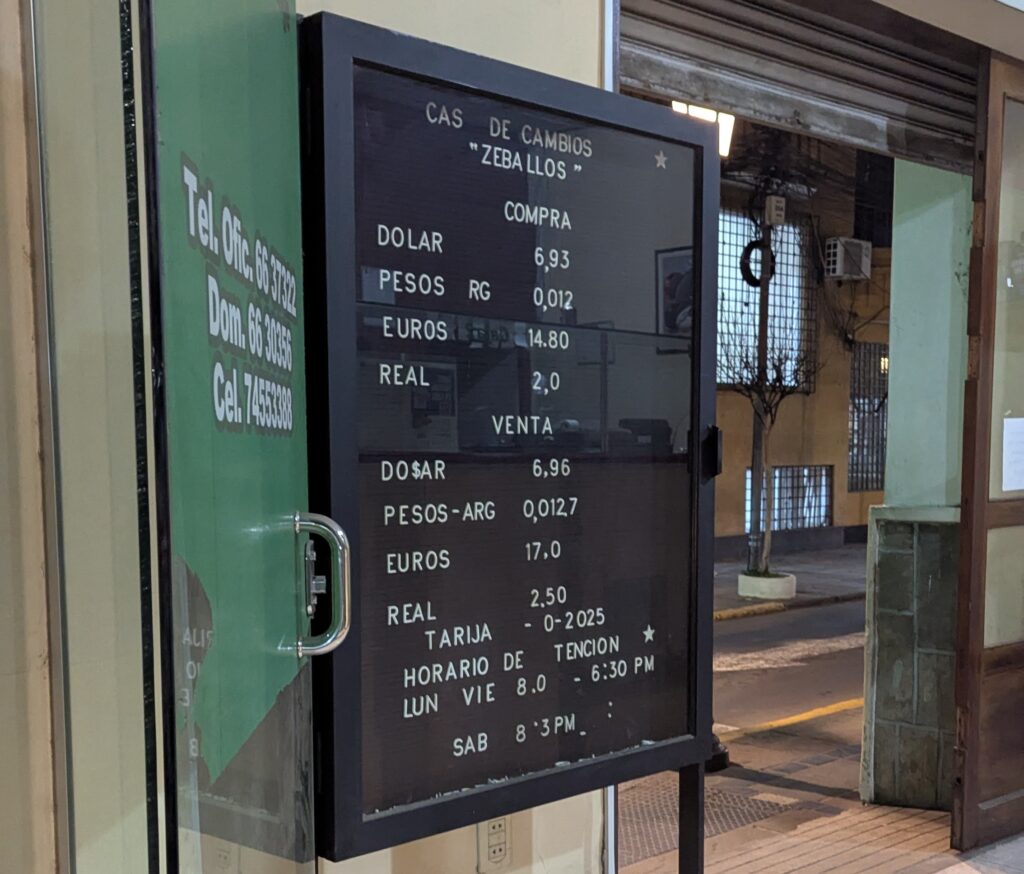 Tel. Ofic. 66 37322
Dom. 66 30356
Cel. 74553388
CAS DE CAMBIOS
"ZEBALLOS"
COMPRA
DOLAR 6,93
PESOS RG 0,012
EUROS 14.80
REAL 2,0
VENTA
DO$AR 6,96
PESOS-ARG 0,012,7
EUROS 17.0
REAL 2,50
TARIJA - 0-2025
HORARIO DE TENCION
LUN VIE 8.0 - 6:30 PM
SAB 8 '3PM_ :